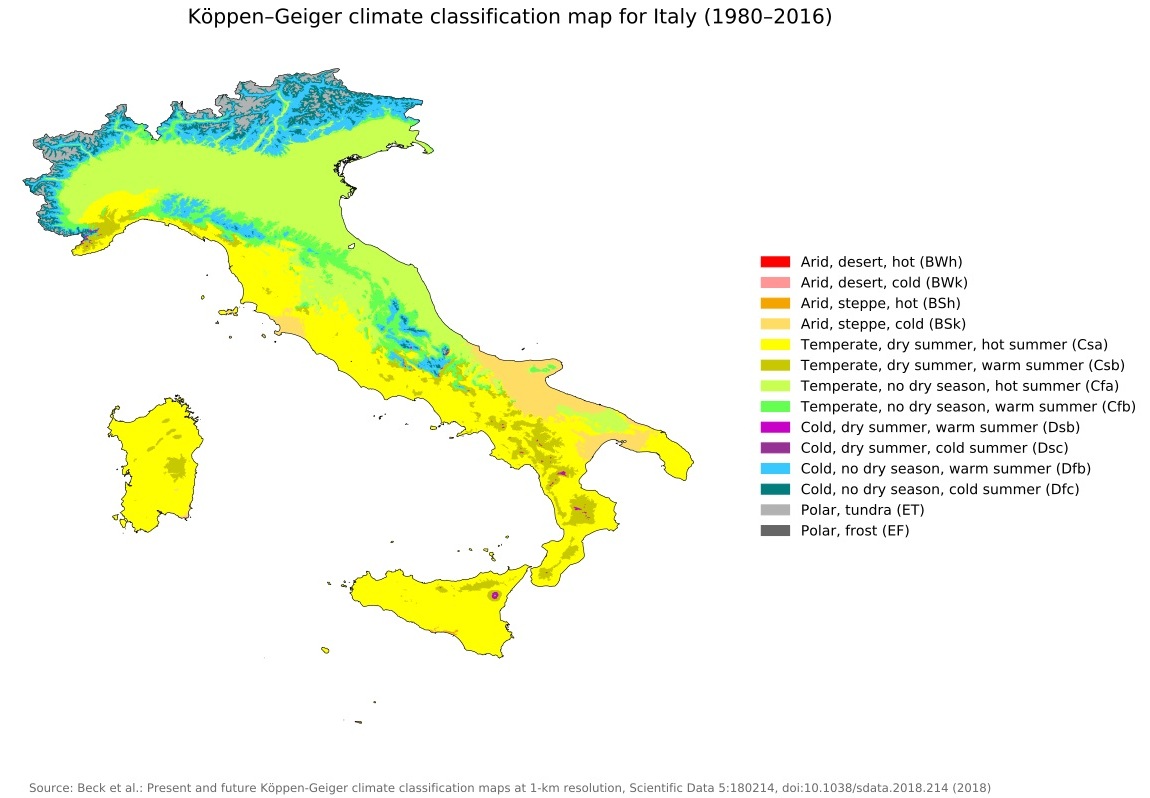 Köppen–Geiger climate classification map for Italy (1980–2016)
Arid, desert, hot (BWh)
Arid, desert, cold (BWk)
Arid, steppe, hot (BSh)
Arid, steppe, cold (BSk)
Temperate, dry summer, hot summer (Csa)
Temperate, dry summer, warm summer (Csb)
Temperate, no dry season, hot summer (Cfa)
Temperate, no dry season, warm summer (Cfb)
Cold, dry summer, warm summer (Dsb)
Cold, dry summer, cold summer (Dsc)
Cold, no dry season, warm summer (Dfb)
Cold, no dry season, cold summer (Dfc)
Polar, tundra (ET)
Polar, frost (EF)
Source: Beck et al.: Present and future Köppen-Geiger climate classification maps at 1-km resolution, Scientific Data 5:180214, doi:10.1038/sdata.2018.214 (2018)